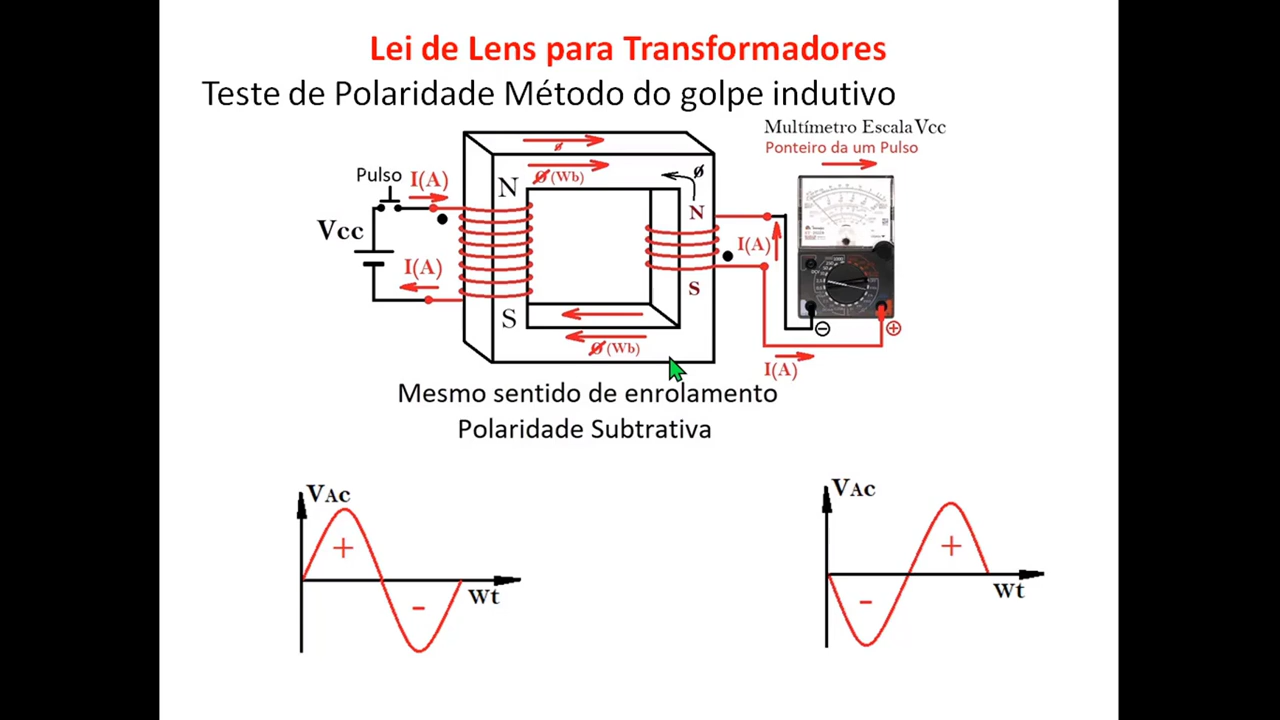 Lei de Lens para Transformadores
Teste de Polaridade Método do golpe indutivo
Multímetro Escala Vcc
Ponteiro da um Pulso
ø
Ø(Wb)
ø
Pulso
I(A)
N
N
Vcc
I(A)
I(A)
S
S
Ø(Wb)
I(A)
Mesmo sentido de enrolamento
Polaridade Subtrativa
VAc
+
-
Wt
VAc
+
-
Wt